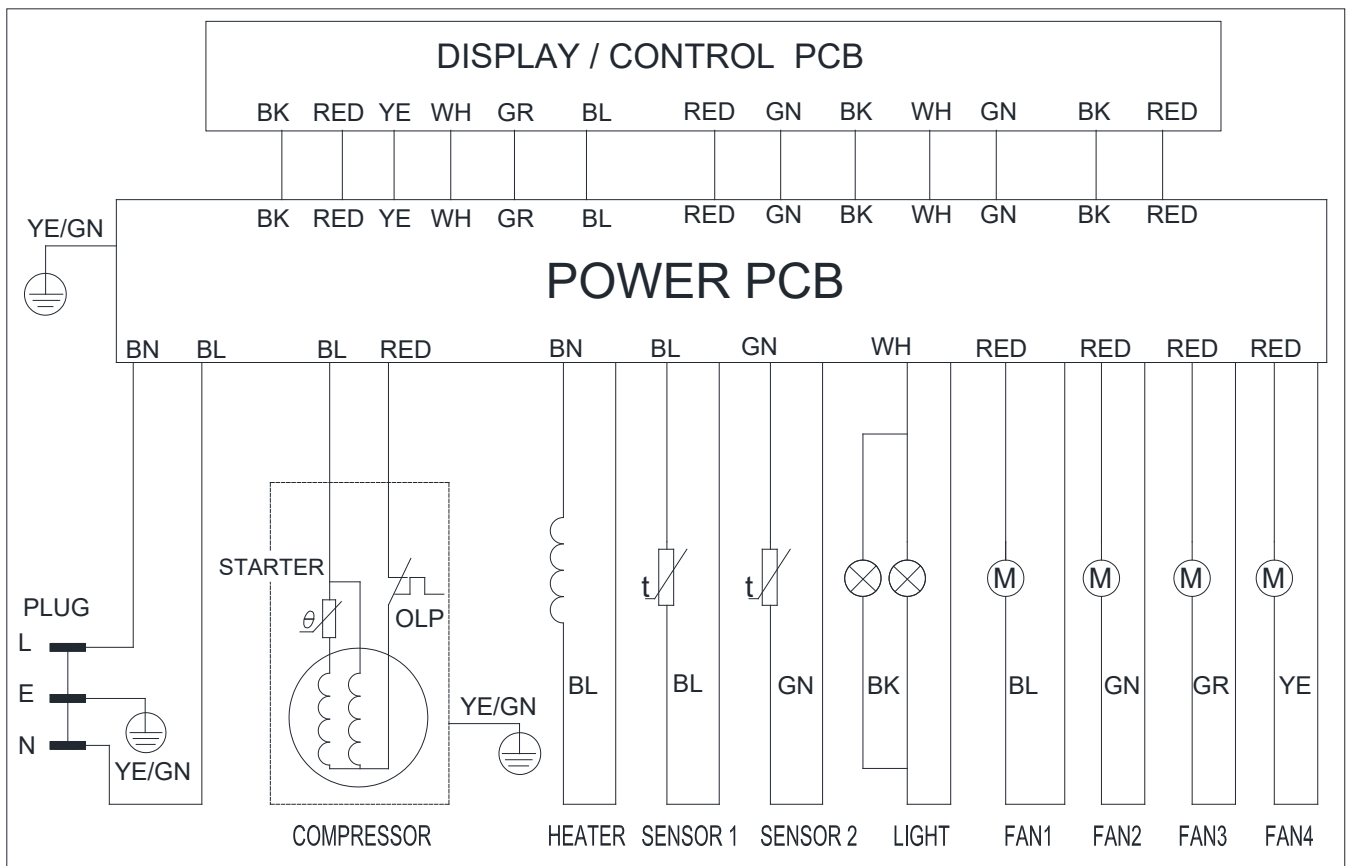 DISPLAY / CONTROL PCB
BK RED YE WH GR BL RED GN BK WH GN BK RED
BK RED YE WH GR BL RED GN BK WH GN BK RED
YE/GN
POWER PCB
BN BL BL RED BN BL GN WH RED RED RED RED
STARTER
t t M M M M
θ OLP
PLUG
L
E
N
BL BL GN BK BL GN GR YE
YE/GN
YE/GN
COMPRESSOR HEATER SENSOR 1 SENSOR 2 LIGHT FAN1 FAN2 FAN3 FAN4